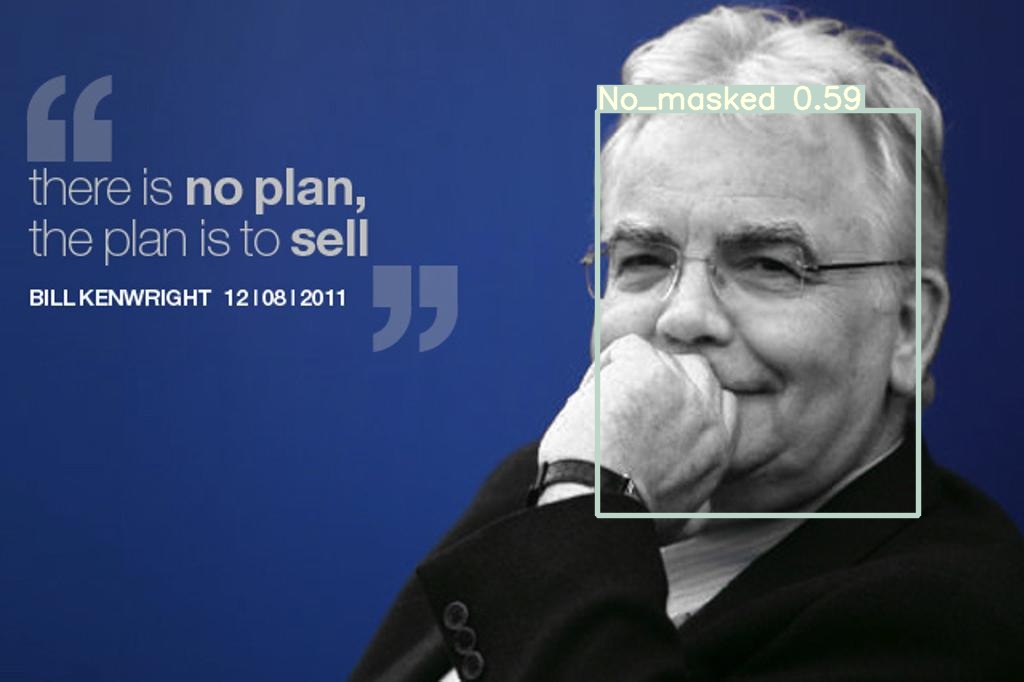 No_masked 0.59
“
there is no plan,
the plan is to sell
”
BILL KENWRIGHT 12|08|2011